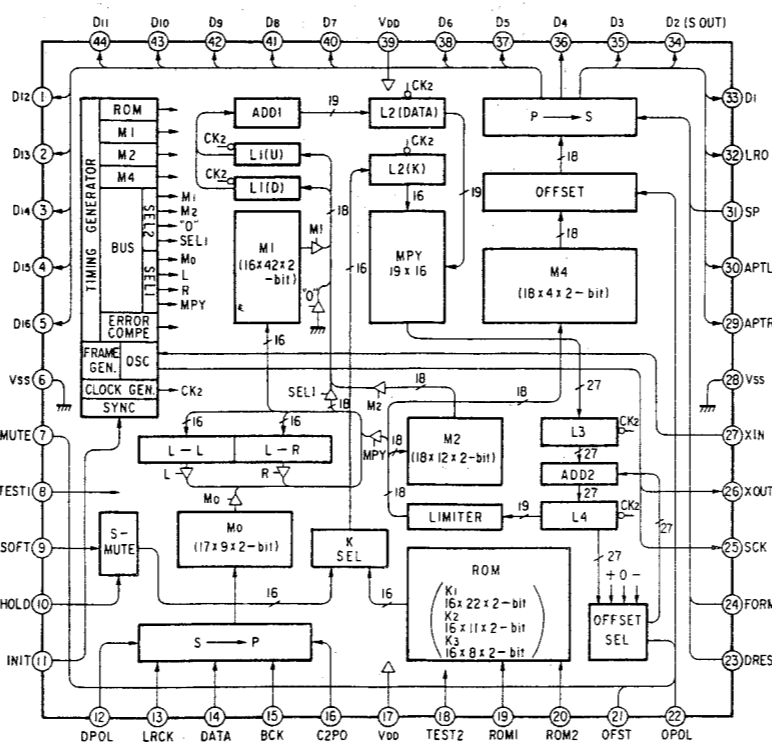 D11 D10 D9 D8 D7 VDD D6 D5 D4 D3 D2 (S OUT)
44 43 42 41 40 39 38 37 36 35 34
D12 1
D13 2
D14 3
D15 4
D16 5
VSS 6
MUTE 7
TEST1 8
SOFT 9
HOLD 10
INIT 11
TIMING GENERATOR
ROM
M1
M2
M4
BUS
SEL2
SEL1
M1
M2
"0"
SEL1
M0
L
R
MPY
ERROR
COMPE
FRAME
GEN.
OSC
CLOCK GEN.
CK2
SYNC
ADD1
19
CK2
L2(DATA)
CK2
L1(U)
CK2
L1(D)
CK2
L2(K)
18
16
19
M1
(16×42×2
-bit)
M1
"0"
16
16
MPY
19×16
P → S
18
OFFSET
18
M4
(18×4×2-bit)
33 D1
32 LRO
31 SP
30 APTL
29 APTR
28 VSS
27 XIN
26 XOUT
25 SCK
24 FORM
23 DRES
SEL1
18
M2
18
18
27
16
16
L-L
L-R
L
R
MPY
18
18
M2
(18×12×2-bit)
L3
CK2
27
ADD2
27
L4
CK2
27
19
LIMITER
M0
M0
(17×9×2-bit)
S-
MUTE
K
SEL
16
16
ROM
K1
16×22×2-bit
K2
16×11×2-bit
K3
16×8×2-bit
27
+ 0 -
OFFSET
SEL
S → P
12 13 14 15 16 17 18 19 20 21 22
DPOL LRCK DATA BCK C2PO VDD TEST2 ROM1 ROM2 OFST OPOL